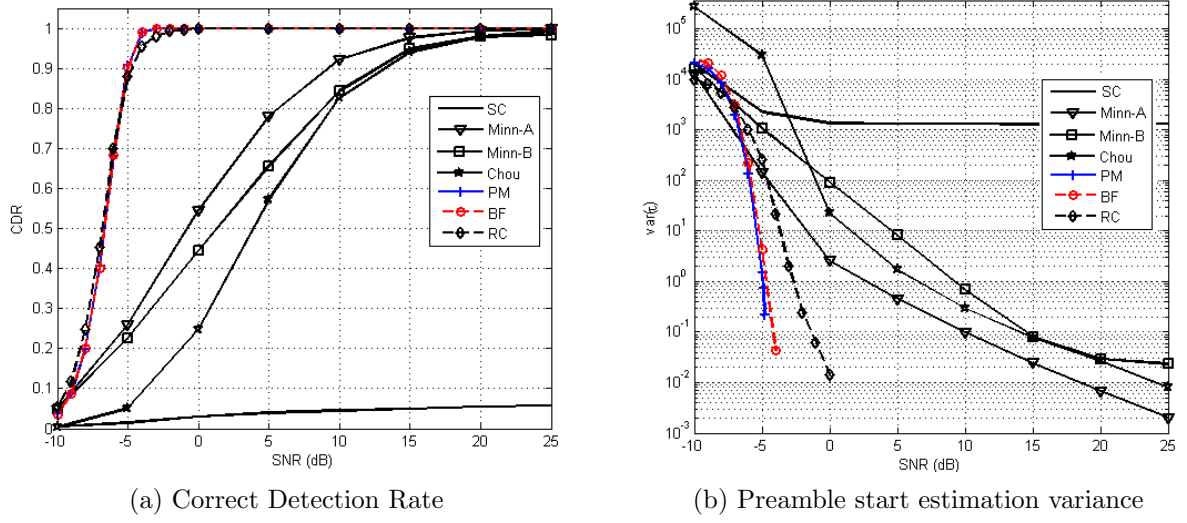 1
0.9
0.8
0.7
0.6
0.5
0.4
0.3
0.2
0.1
0
CDR
-10 -5 0 5 10 15 20 25
SNR (dB)
SC
Minn-A
Minn-B
Chou
PM
BF
RC
(a) Correct Detection Rate
10^6
10^4
10^3
10^2
10^1
10^0
10^-1
10^-2
10^-3
var(τ)
-10 -5 0 5 10 15 20 25
SNR (dB)
SC
Minn-A
Minn-B
Chou
PM
BF
RC
(b) Preamble start estimation variance